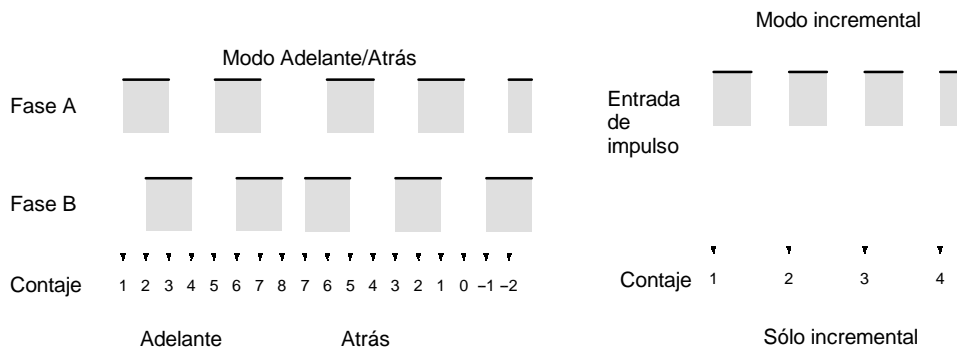 Modo Adelante/Atrás
Fase A
Fase B
Contaje 1 2 3 4 5 6 7 8 7 6 5 4 3 2 1 0 –1 –2
Adelante Atrás
Modo incremental
Entrada
de
impulso
Contaje 1 2 3 4
Sólo incremental